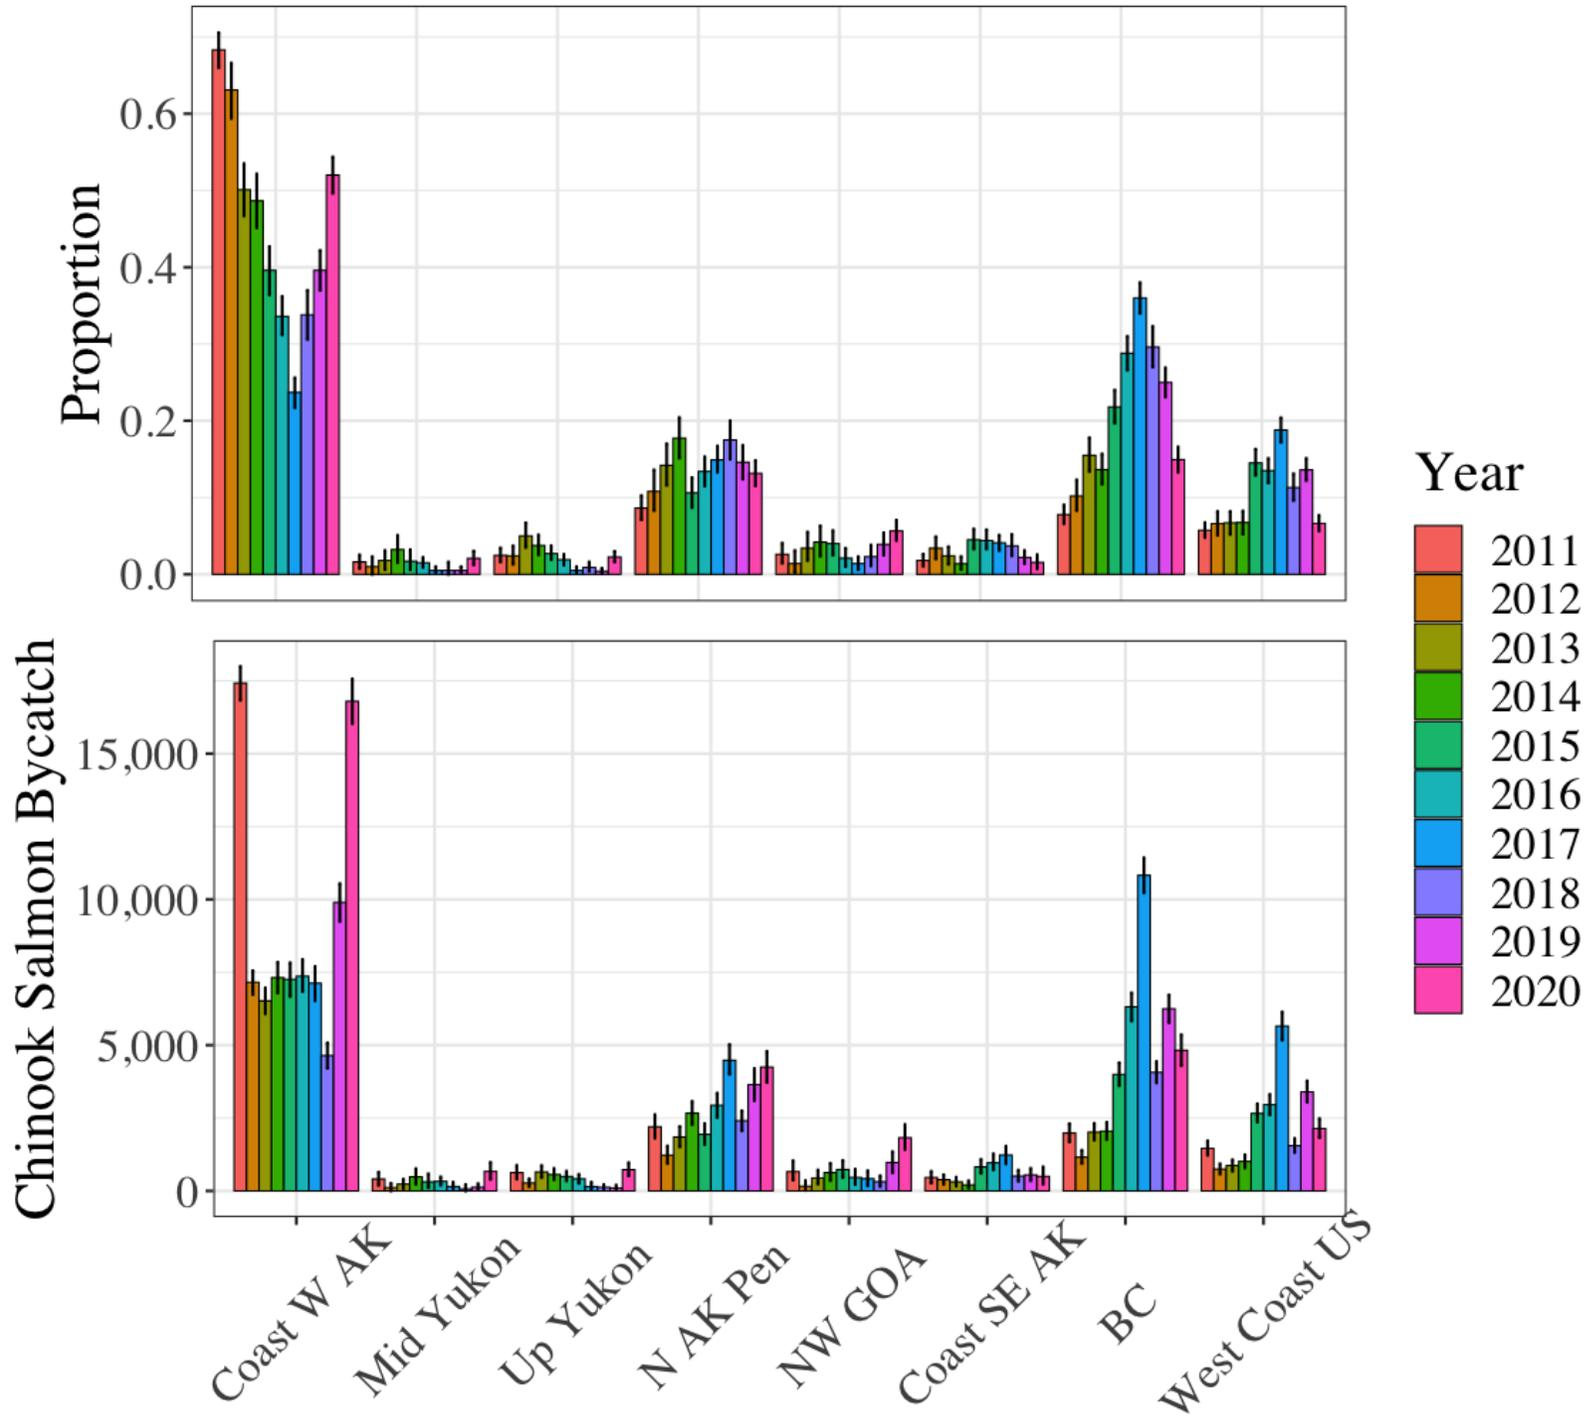 Proportion
0.6
0.4
0.2
0.0
Chinook Salmon Bycatch
15,000
10,000
5,000
0
Coast W AK
Mid Yukon
Up Yukon
N AK Pen
NW GOA
Coast SE AK
BC
West Coast US
Year
2011
2012
2013
2014
2015
2016
2017
2018
2019
2020